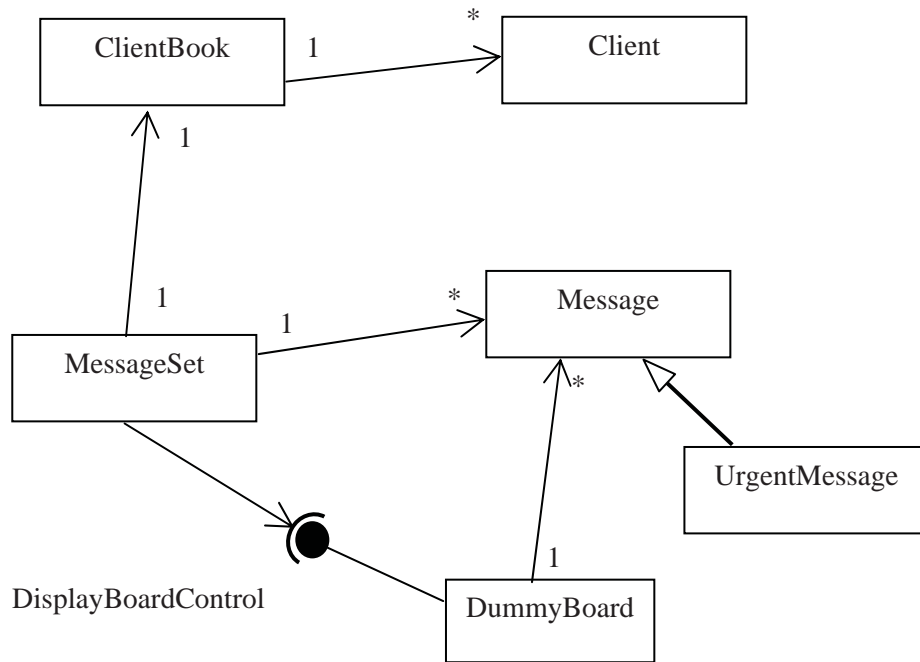 ClientBook
1
*
Client
1
1
1
*
Message
MessageSet
*
UrgentMessage
1
DisplayBoardControl
DummyBoard